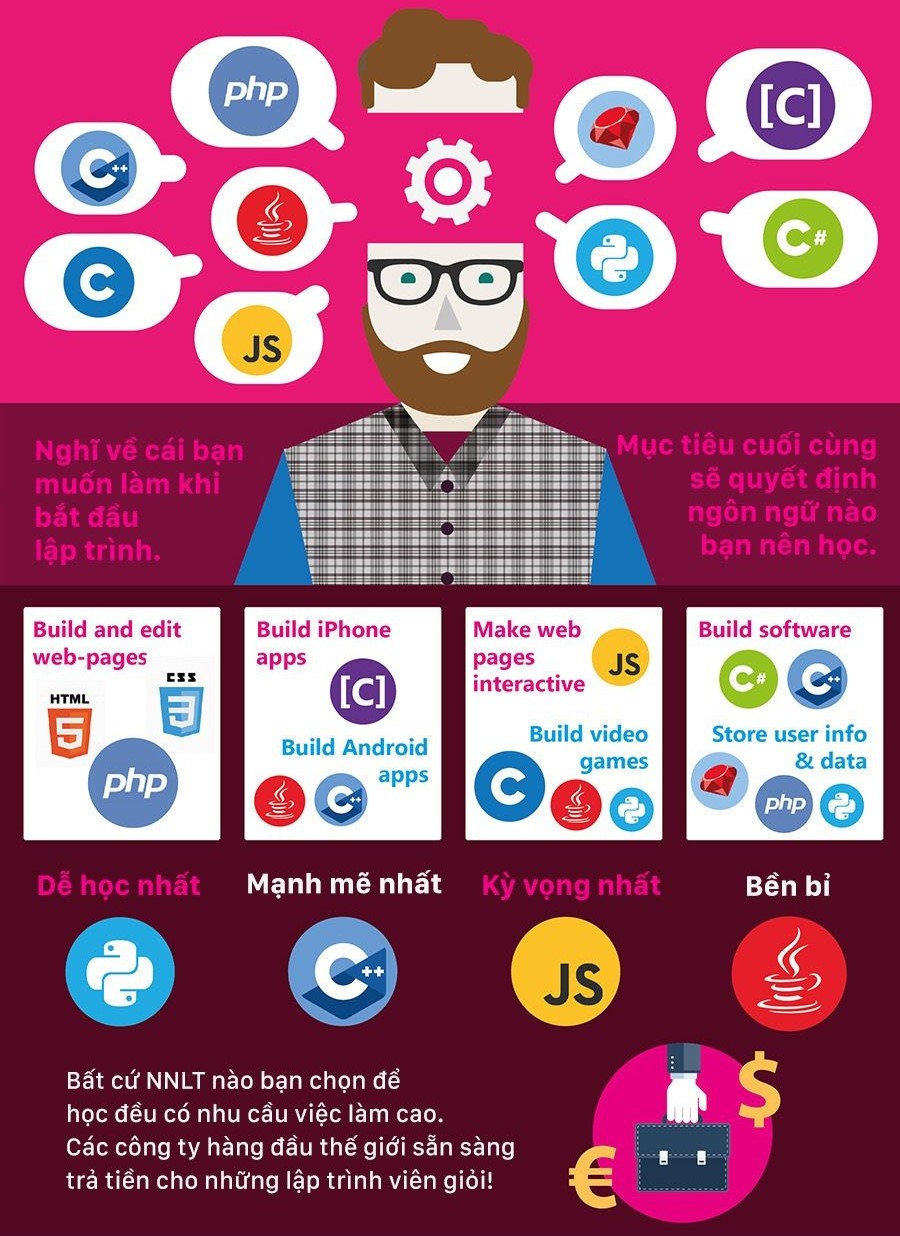 php
[C]
C++
C
JS
C#
Nghĩ về cái bạn
muốn làm khi
bắt đầu
lập trình.
Mục tiêu cuối cùng
sẽ quyết định
ngôn ngữ nào
bạn nên học.
Build and edit
web-pages
HTML
5
CSS
3
php
Build iPhone
apps
[C]
Build Android
apps
C++
Make web
pages
interactive
JS
Build video
games
C
Build software
C#
C++
Store user info
& data
php
Dễ học nhất
Mạnh mẽ nhất
Kỳ vọng nhất
Bền bỉ
C++
JS
Bất cứ NNLT nào bạn chọn để
học đều có nhu cầu việc làm cao.
Các công ty hàng đầu thế giới sẵn sàng
trả tiền cho những lập trình viên giỏi!
$
€